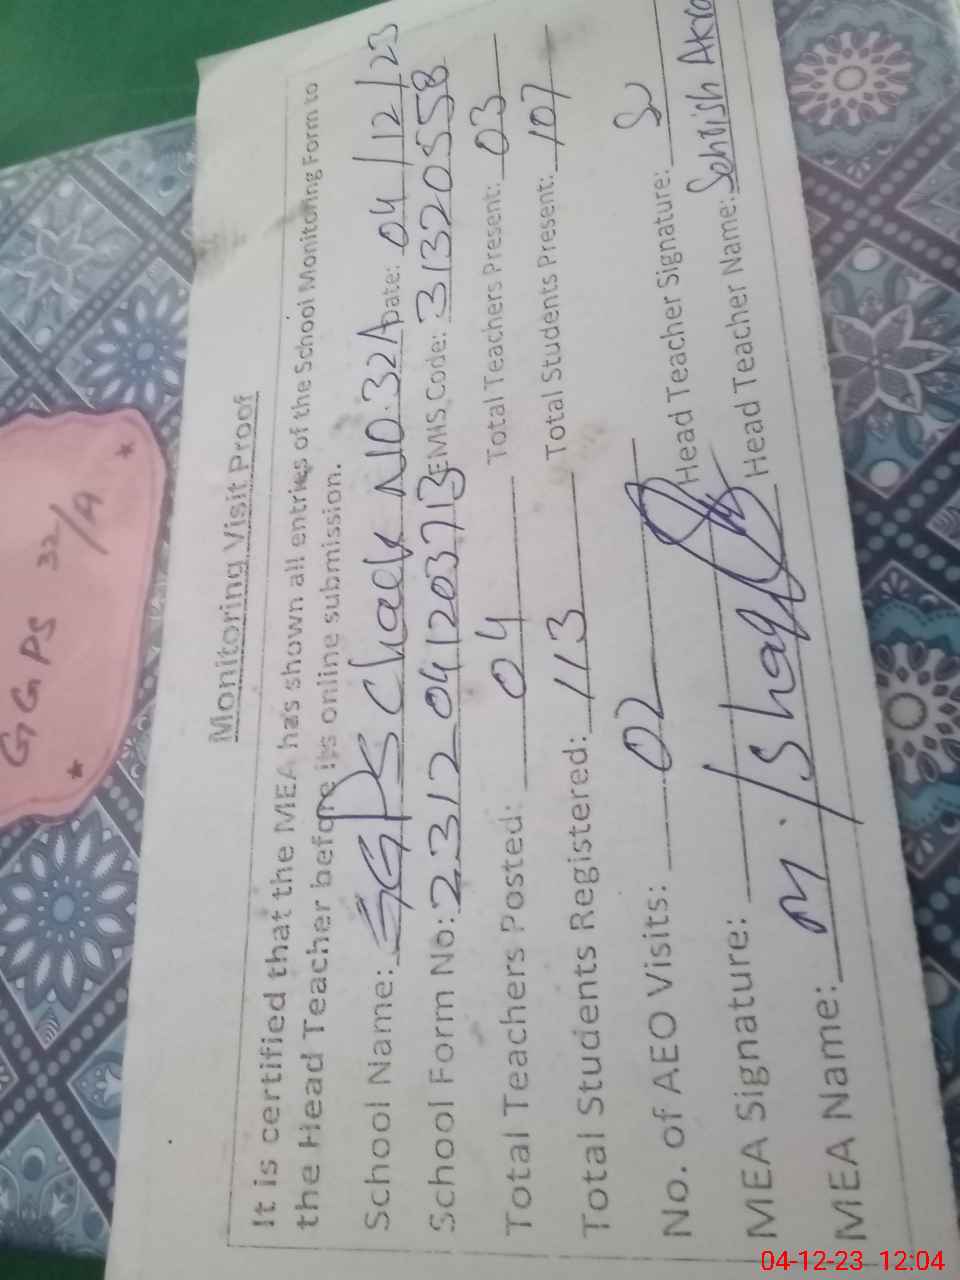 GGPS 32/A
Monitoring Visit Proof
It is certified that the MEA has shown all entries of the School Monitoring Form to
the Head Teacher before its online submission.
School Name: GGPS Chack NO.32A Date: 04/12/23
School Form No: 2312041203713 EMIS Code: 31320558
Total Teachers Posted: 04 Total Teachers Present: 03
Total Students Registered: 113 Total Students Present: 107
No. of AEO Visits: 02 Head Teacher Signature:
MEA Signature: Head Teacher Name: Sehrish Akra
MEA Name: M. Ishaq
04-12-23 12:04